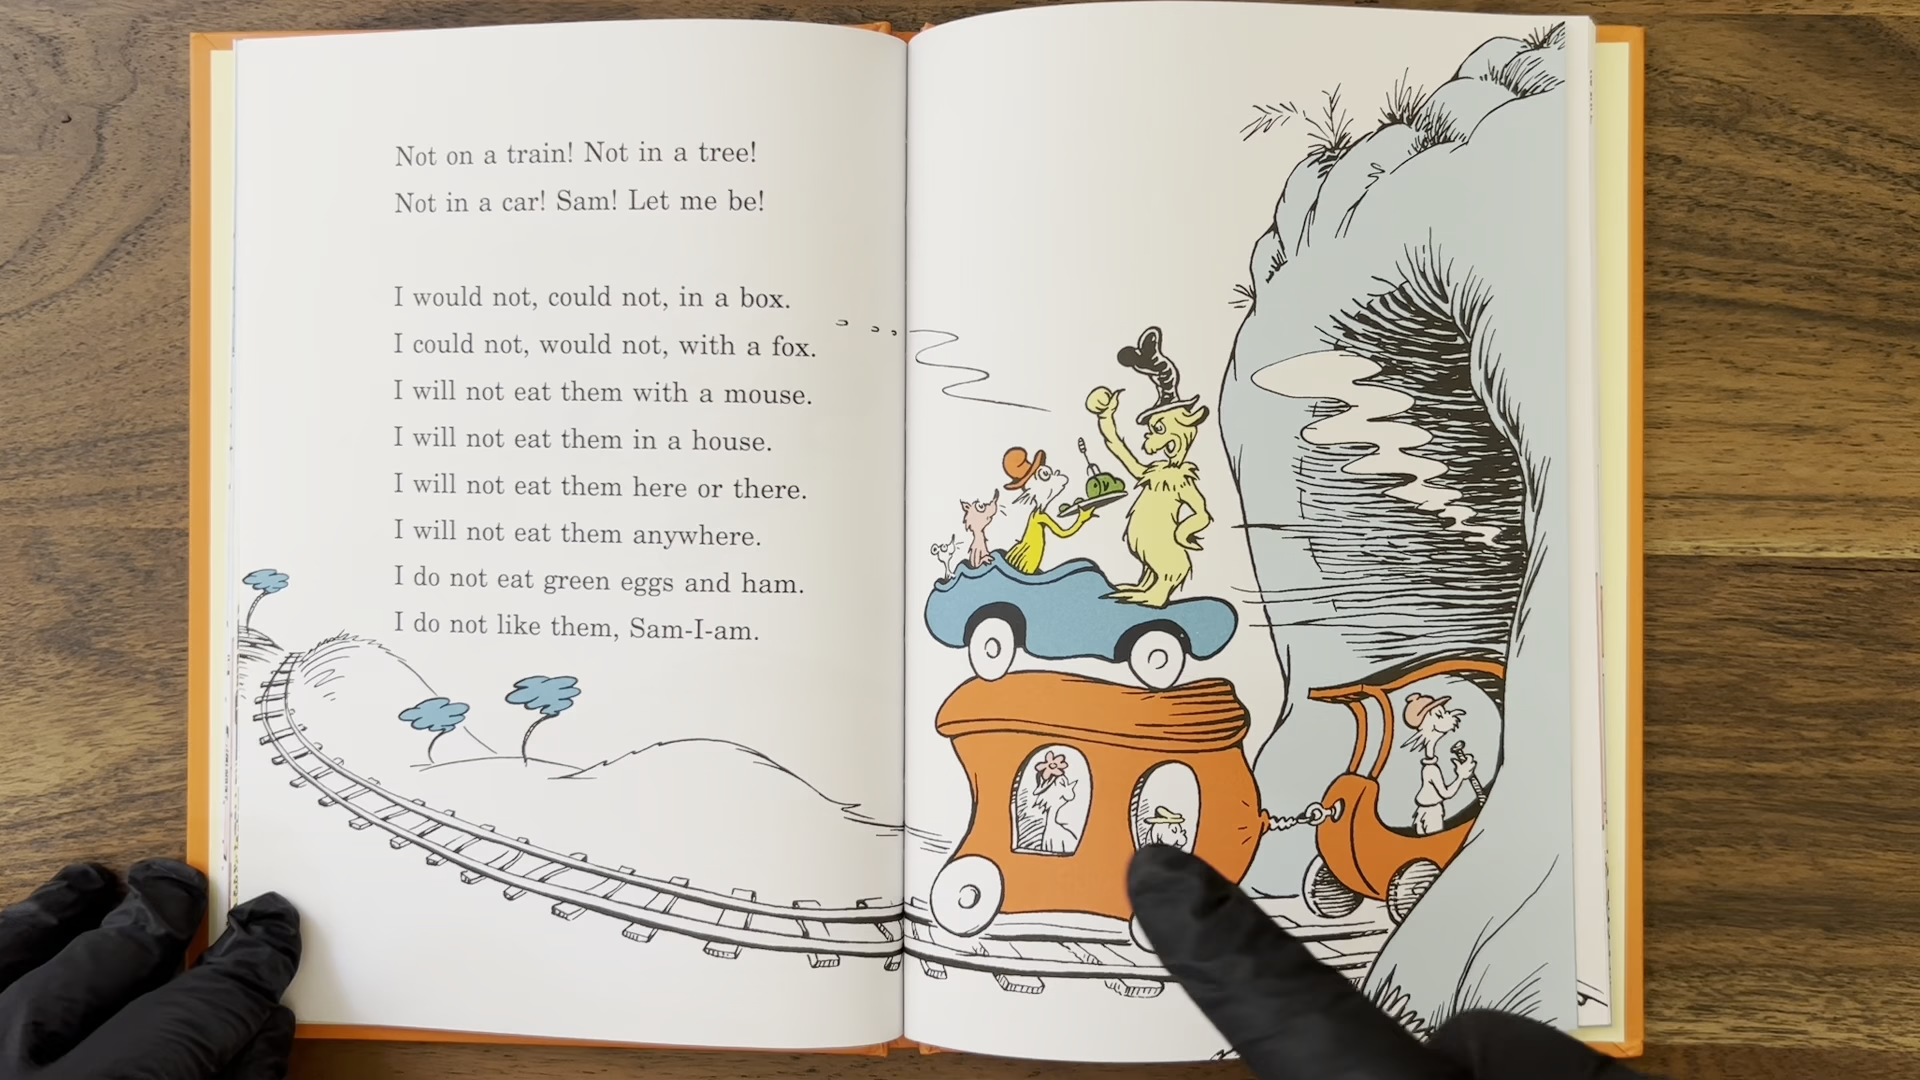 Not on a train! Not in a tree!
Not in a car! Sam! Let me be!
I would not, could not, in a box.
I could not, would not, with a fox.
I will not eat them with a mouse.
I will not eat them in a house.
I will not eat them here or there.
I will not eat them anywhere.
I do not eat green eggs and ham.
I do not like them, Sam-I-am.